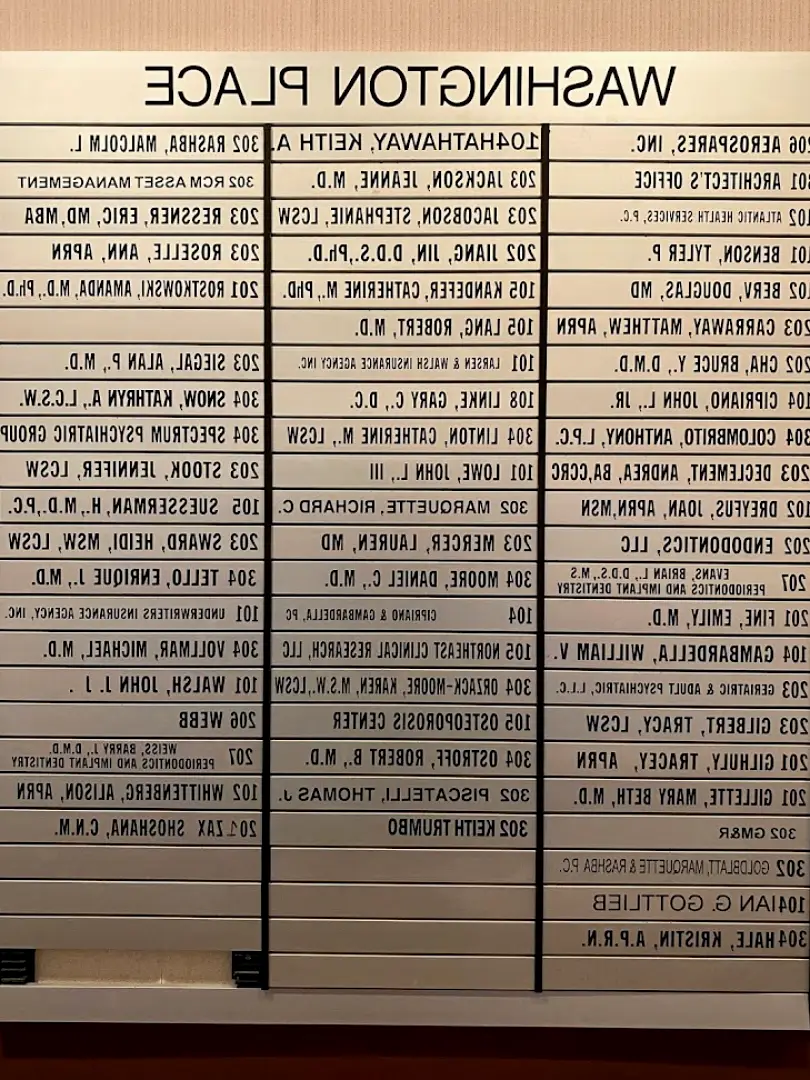 WASHINGTON PLACE
206 AEROSPARES, INC.
301 ARCHITECT'S OFFICE
102 ATLANTIC HEALTH SERVICES, P.C.
101 BENSON, TYLER P.
102 BERV, DOUGLAS, MD
203 CARRAWAY, MATTHEW, APRN
202 CHA, BRUCE Y., D.M.D.
104 CIPRIANO, JOHN L., JR.
304 COLOMBRITO, ANTHONY, L.P.C.
203 DECLEMENT, ANDREA, BA,CCRC
102 DREYFUS, JOAN, APRN,MSN
202 ENDODONTICS, LLC
207 EVANS, BRIAN L., D.D.S., M.S
PERIODONTICS AND IMPLANT DENTISTRY
201 FINE, EMILY, M.D.
104 GAMBARDELLA, WILLIAM V.
203 GERIATRIC & ADULT PSYCHIATRIC, L.L.C.
203 GILBERT, TRACY, LCSW
201 GILHULY, TRACEY, APRN
201 GILLETTE, MARY BETH, M.D.
302 GM&R
302 GOLDBLATT, MARQUETTE & RASHBA P.C.
104 IAN G. GOTTLIEB
304 HALE, KRISTIN, A.P.R.N.
104 HATHAWAY, KEITH A.
203 JACKSON, JEANNE, M.D.
203 JACOBSON, STEPHANIE, LCSW
202 JIANG, JIN, D.D.S.,Ph.D.
105 KANDEFER, CATHERINE M., PhD.
105 LANG, ROBERT, M.D.
101 LARSEN & WALSH INSURANCE AGENCY INC.
108 LINKE, GARY C., D.C.
304 LINTON, CATHERINE M., LCSW
101 LOWE, JOHN L., III
302 MARQUETTE, RICHARD C.
203 MERCER, LAUREN, MD
304 MOORE, DANIEL C., M.D.
104 CIPRIANO & GAMBARDELLA, PC
105 NORTHEAST CLINICAL RESEARCH, LLC
304 ORZACK-MOORE, KAREN, M.S.W.,LCSW
105 OSTEOPOROSIS CENTER
304 OSTROFF, ROBERT B., M.D.
302 PISCATELLI, THOMAS J.
302 KEITH TRUMBO
302 RASHBA, MALCOLM L.
302 RCM ASSET MANAGEMENT
203 RESSNER, ERIC, MD,MBA
203 ROSELLE, ANN, APRN
201 ROSTKOWSKI, AMANDA, M.D., Ph.D.
203 SIEGAL, ALAN P., M.D.
304 SNOW, KATHRYN A., L.C.S.W.
304 SPECTRUM PSYCHIATRIC GROUP
203 STOOK, JENNIFER, LCSW
105 SUESSERMAN, H., M.D.,P.C.
203 SWARD, HEIDI, MSW, LCSW
304 TELLO, ENRIQUE J., M.D.
101 UNDERWRITERS INSURANCE AGENCY, INC.
304 VOLLMAR, MICHAEL, M.D.
101 WALSH, JOHN J. J .
206 WEBB
207 WEISS, BARRY J., D.M.D.
PERIODONTICS AND IMPLANT DENTISTRY
102 WHITTENBERG, ALISON, APRN
201 ZAX SHOSHANA, C.N.M.